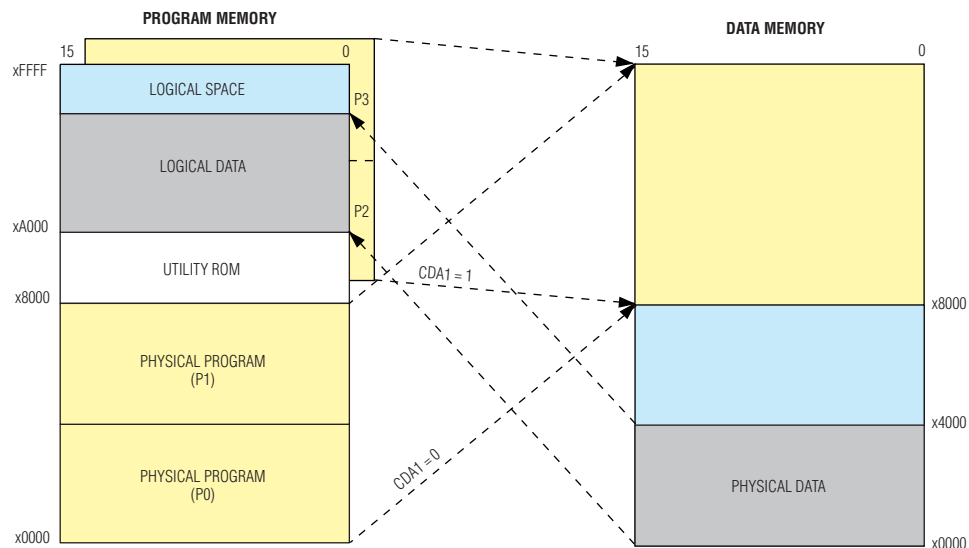 PROGRAM MEMORY
DATA MEMORY
15
0
15
0
xFFFF
LOGICAL SPACE
P3
LOGICAL DATA
P2
xA000
UTILITY ROM
CDA1 = 1
x8000
x8000
PHYSICAL PROGRAM
(P1)
x4000
CDA1 = 0
PHYSICAL PROGRAM
(P0)
PHYSICAL DATA
x0000
x0000